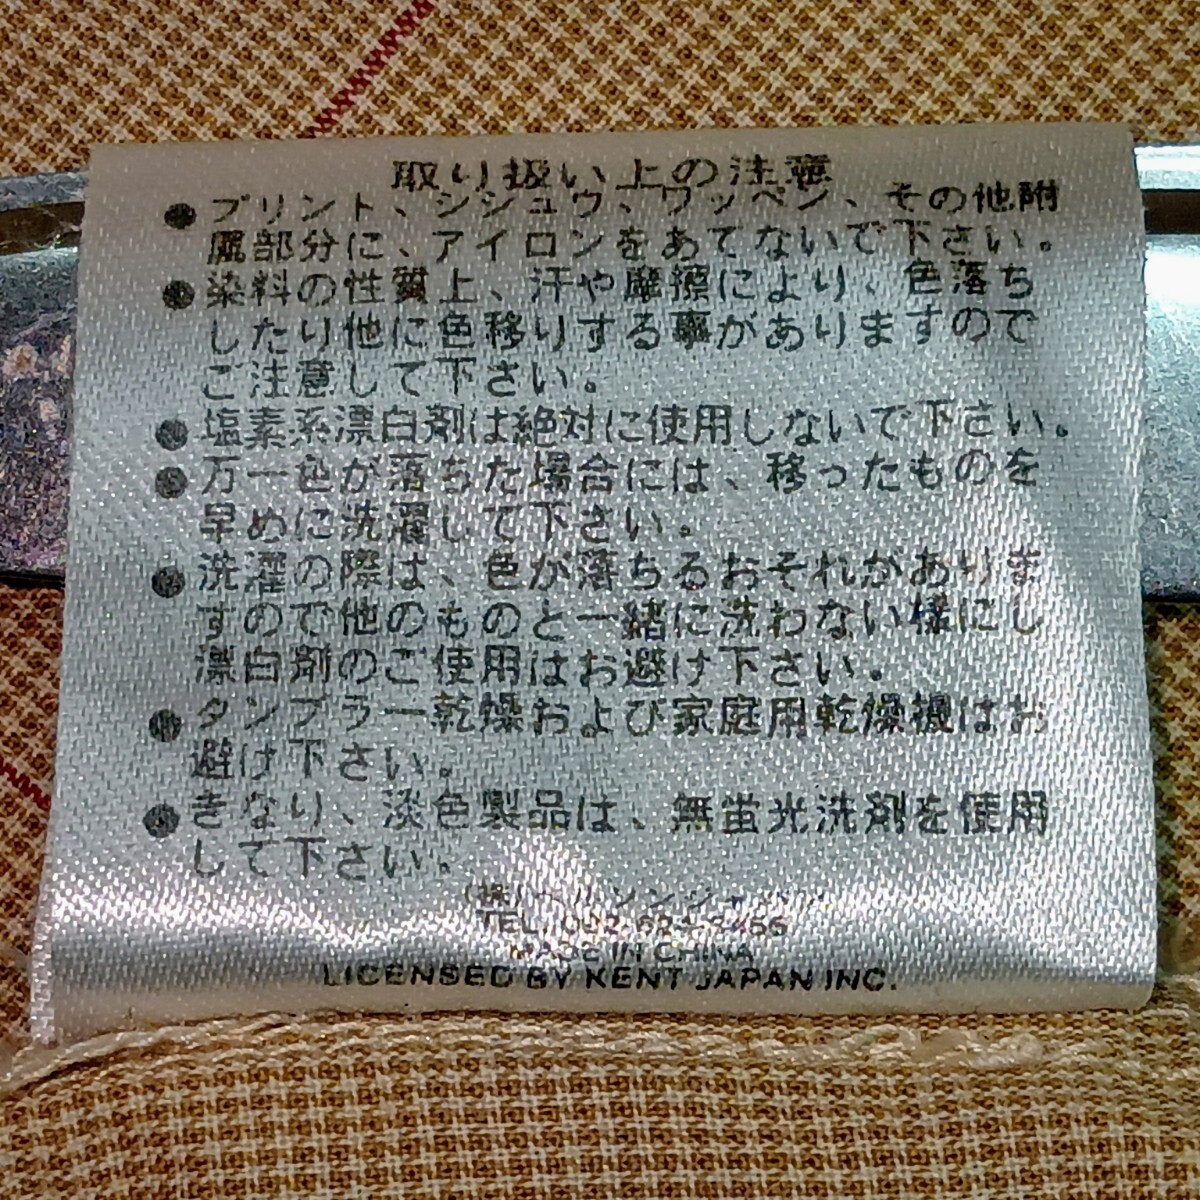 取り扱い上の注意
●プリント、シシュウ、ワッペン、その他附
属部分に、アイロンをあてないで下さい。
●染料の性質上、汗や摩擦により、色落ち
したり他に色移りする事がありますので
ご注意して下さい。
●塩素系漂白剤は絶対に使用しないで下さい。
●万一色が落ちた場合には、移ったものを
早めに洗濯して下さい。
●洗濯の際は、色が落ちるおそれがありま
すので他のものと一緒に洗わない様にし
漂白剤のご使用はお避け下さい。
●タンブラー乾燥および家庭用乾燥機はお
避け下さい。
●きなり、淡色製品は、無蛍光洗剤を使用
して下さい。
(株)
TEL.
MADE IN CHINA
LICENSED BY KENT JAPAN INC.